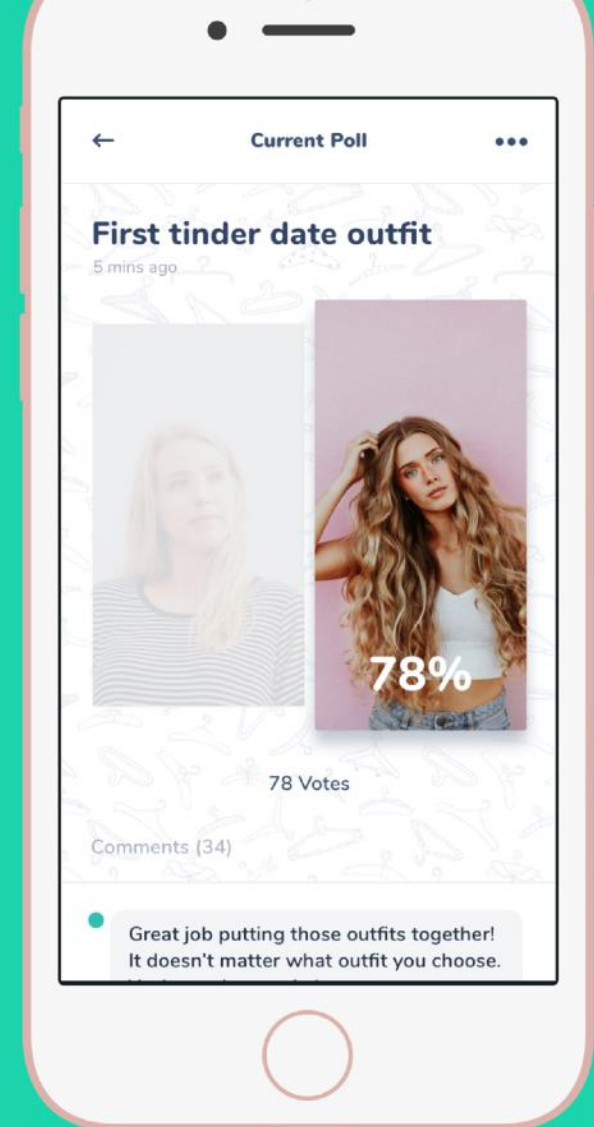 Current Poll
First tinder date outfit
5 mins ago
78%
78 Votes
Comments (34)
Great job putting those outfits together!
It doesn't matter what outfit you choose.